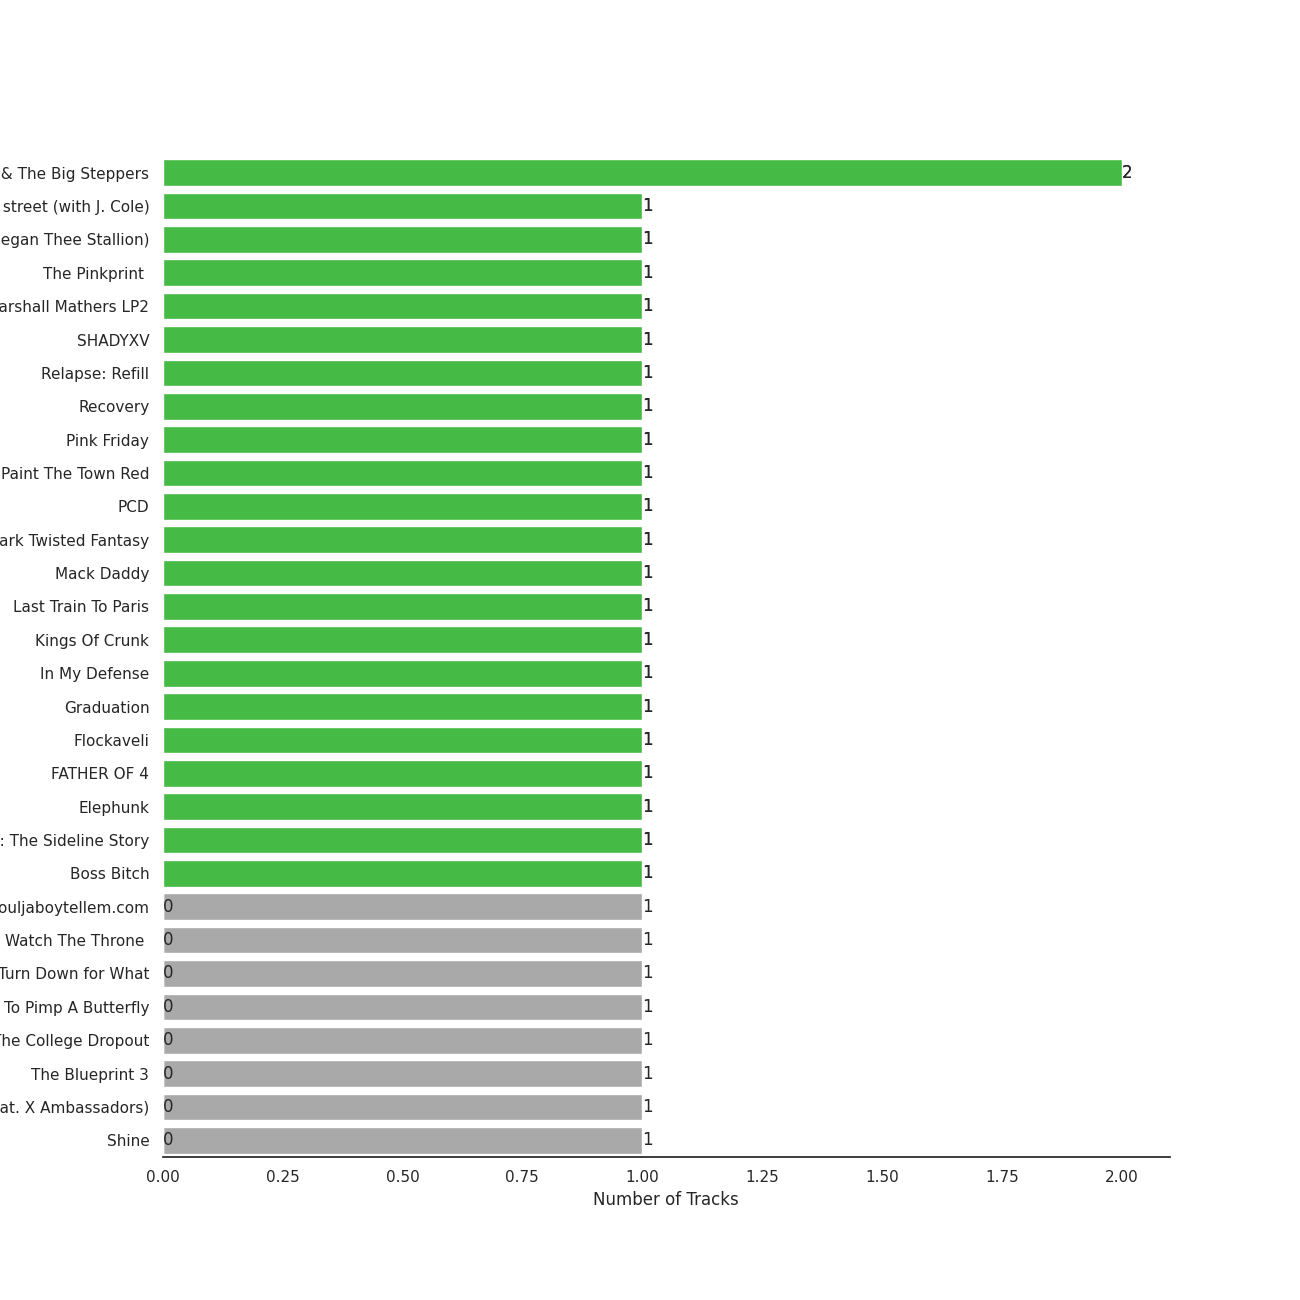 & The Big Steppers 2
street (with J. Cole) 1
egan Thee Stallion) 1
The Pinkprint 1
arshall Mathers LP2 1
SHADYXV 1
Relapse: Refill 1
Recovery 1
Pink Friday 1
Paint The Town Red 1
PCD 1
ark Twisted Fantasy 1
Mack Daddy 1
Last Train To Paris 1
Kings Of Crunk 1
In My Defense 1
Graduation 1
Flockaveli 1
FATHER OF 4 1
Elephunk 1
: The Sideline Story 1
Boss Bitch 1
ouljaboytellem.com 0 1
Watch The Throne 0 1
Turn Down for What 0 1
To Pimp A Butterfly 0 1
The College Dropout 0 1
The Blueprint 3 0 1
at. X Ambassadors) 0 1
Shine 0 1
0.00 0.25 0.50 0.75 1.00 1.25 1.50 1.75 2.00
Number of Tracks